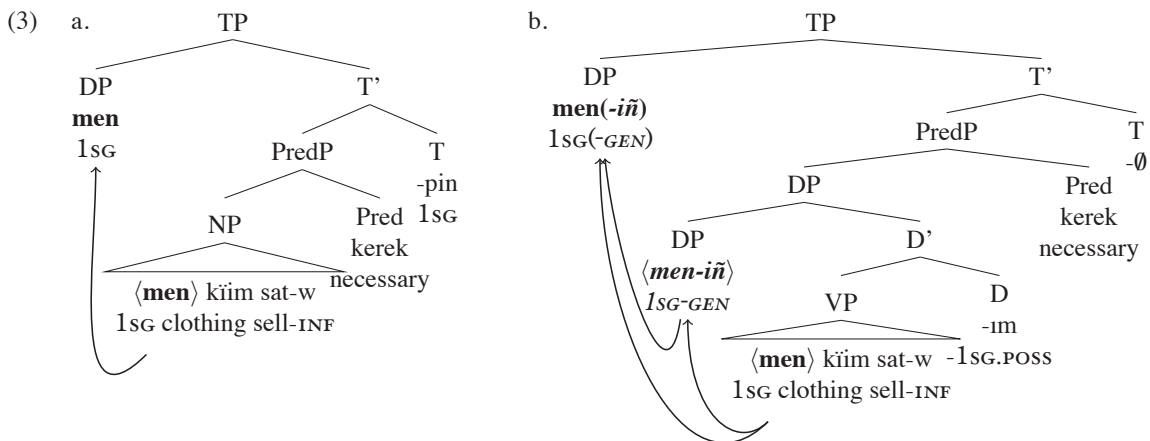 (3) a. TP b. TP
DP T’ DP T’
men men(-iñ)
1SG PredP T 1SG(-GEN) PredP T
-pin -∅
NP Pred 1SG DP Pred
kerek kerek
necessary DP D’ necessary
⟨men⟩ kïim sat-w ⟨men-iñ⟩
1SG clothing sell-INF 1SG-GEN VP D
-ım
⟨men⟩ kïim sat-w -1SG.POSS
1SG clothing sell-INF